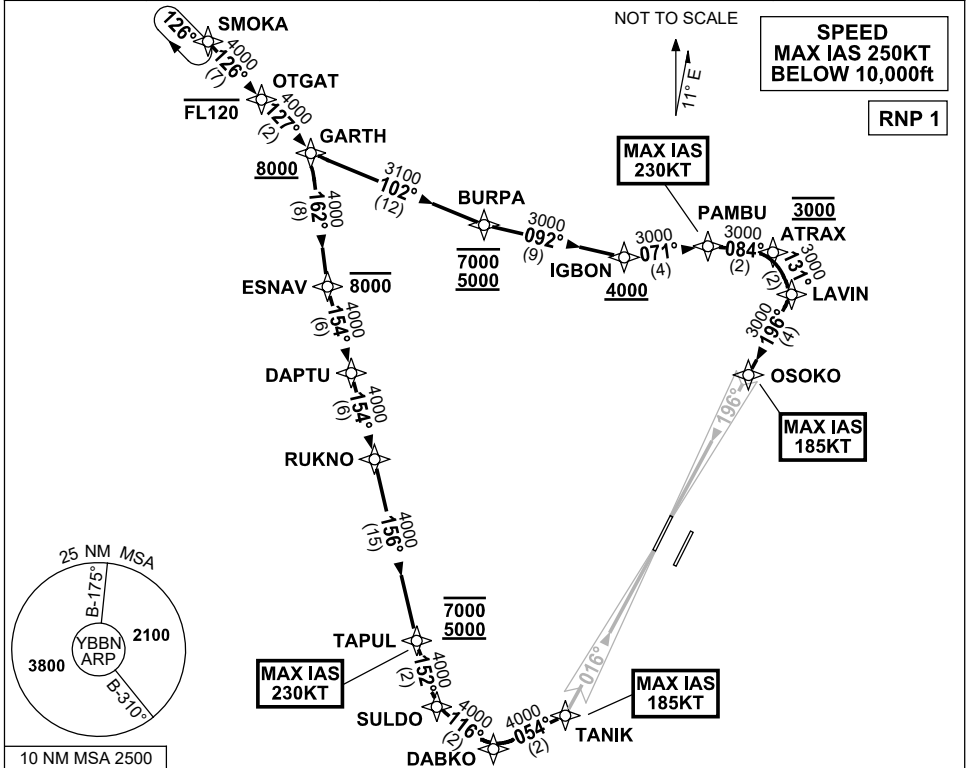 NOT TO SCALE
11° E
SPEED
MAX IAS 250KT
BELOW 10,000ft
RNP 1
126°
SMOKA
4000
126°
(7)
OTGAT
FL120
4000
127°
(2)
GARTH
8000
3100
102°
(12)
BURPA
7000
5000
3000
092°
(9)
IGBON
4000
3000
071°
(4)
MAX IAS
230KT
PAMBU
3000
084°
(2)
3000
ATRAX
3000
131°
(2)
LAVIN
3000
196°
(4)
OSOKO
MAX IAS
185KT
196°
4000
162°
(8)
ESNAV
8000
4000
154°
(6)
DAPTU
4000
154°
(6)
RUKNO
4000
156°
(15)
TAPUL
7000
5000
MAX IAS
230KT
4000
152°
(2)
SULDO
4000
116°
(2)
DABKO
4000
054°
(2)
TANIK
MAX IAS
185KT
016°
25 NM MSA
B-175°
YBBN
ARP
2100
3800
B-310°
10 NM MSA 2500